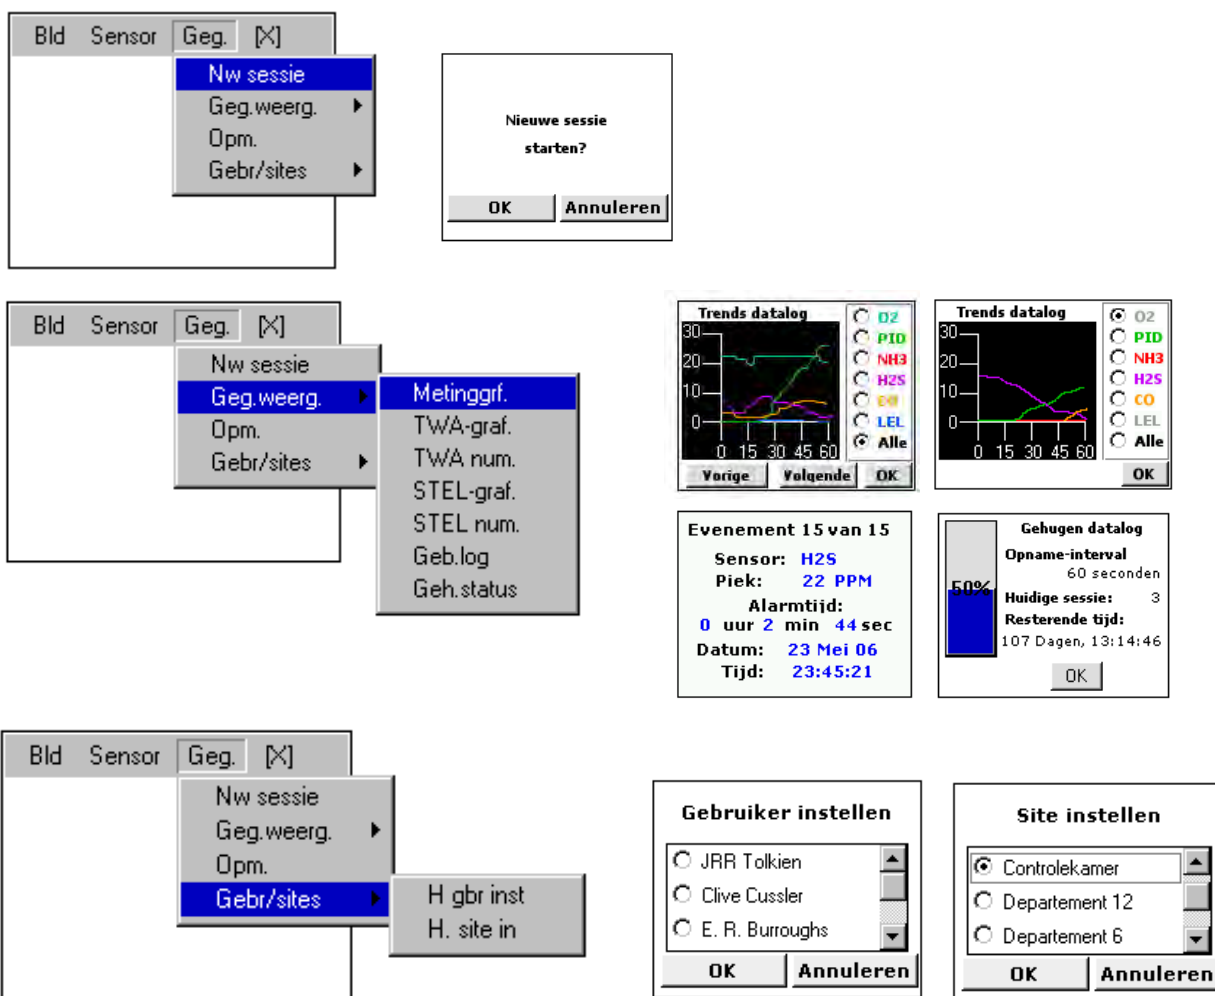 Bld Sensor Geg. [X]
Nw sessie
Geg.weerg.
Opm.
Gebr/sites
Nieuwe sessie
starten?
OK Annuleren
Bld Sensor Geg. [X]
Nw sessie
Geg.weerg.
Opm.
Gebr/sites
Metinggrf.
TWA-graf.
TWA num.
STEL-graf.
STEL num.
Geb.log
Geh.status
Trends datalog
30
20
10
0
0 15 30 45 60
O2
PID
NH3
H2S
LEL
Alle
Vorige Volgende OK
Trends datalog
30
20
10
0
0 15 30 45 60
O2
PID
NH3
H2S
CO
LEL
Alle
OK
Evenement 15 van 15
Sensor: H2S
Piek: 22 PPM
Alarmtijd:
0 uur 2 min 44 sec
Datum: 23 Mei 06
Tijd: 23:45:21
Gehugen datalog
50%
Opname-interval
60 seconden
Huidige sessie: 3
Resterende tijd:
107 Dagen, 13:14:46
OK
Bld Sensor Geg. [X]
Nw sessie
Geg.weerg.
Opm.
Gebr/sites
H gbr inst
H. site in
Gebruiker instellen
JRR Tolkien
Clive Cussler
E. R. Burroughs
OK Annuleren
Site instellen
Controlekamer
Departement 12
Departement 6
OK Annuleren